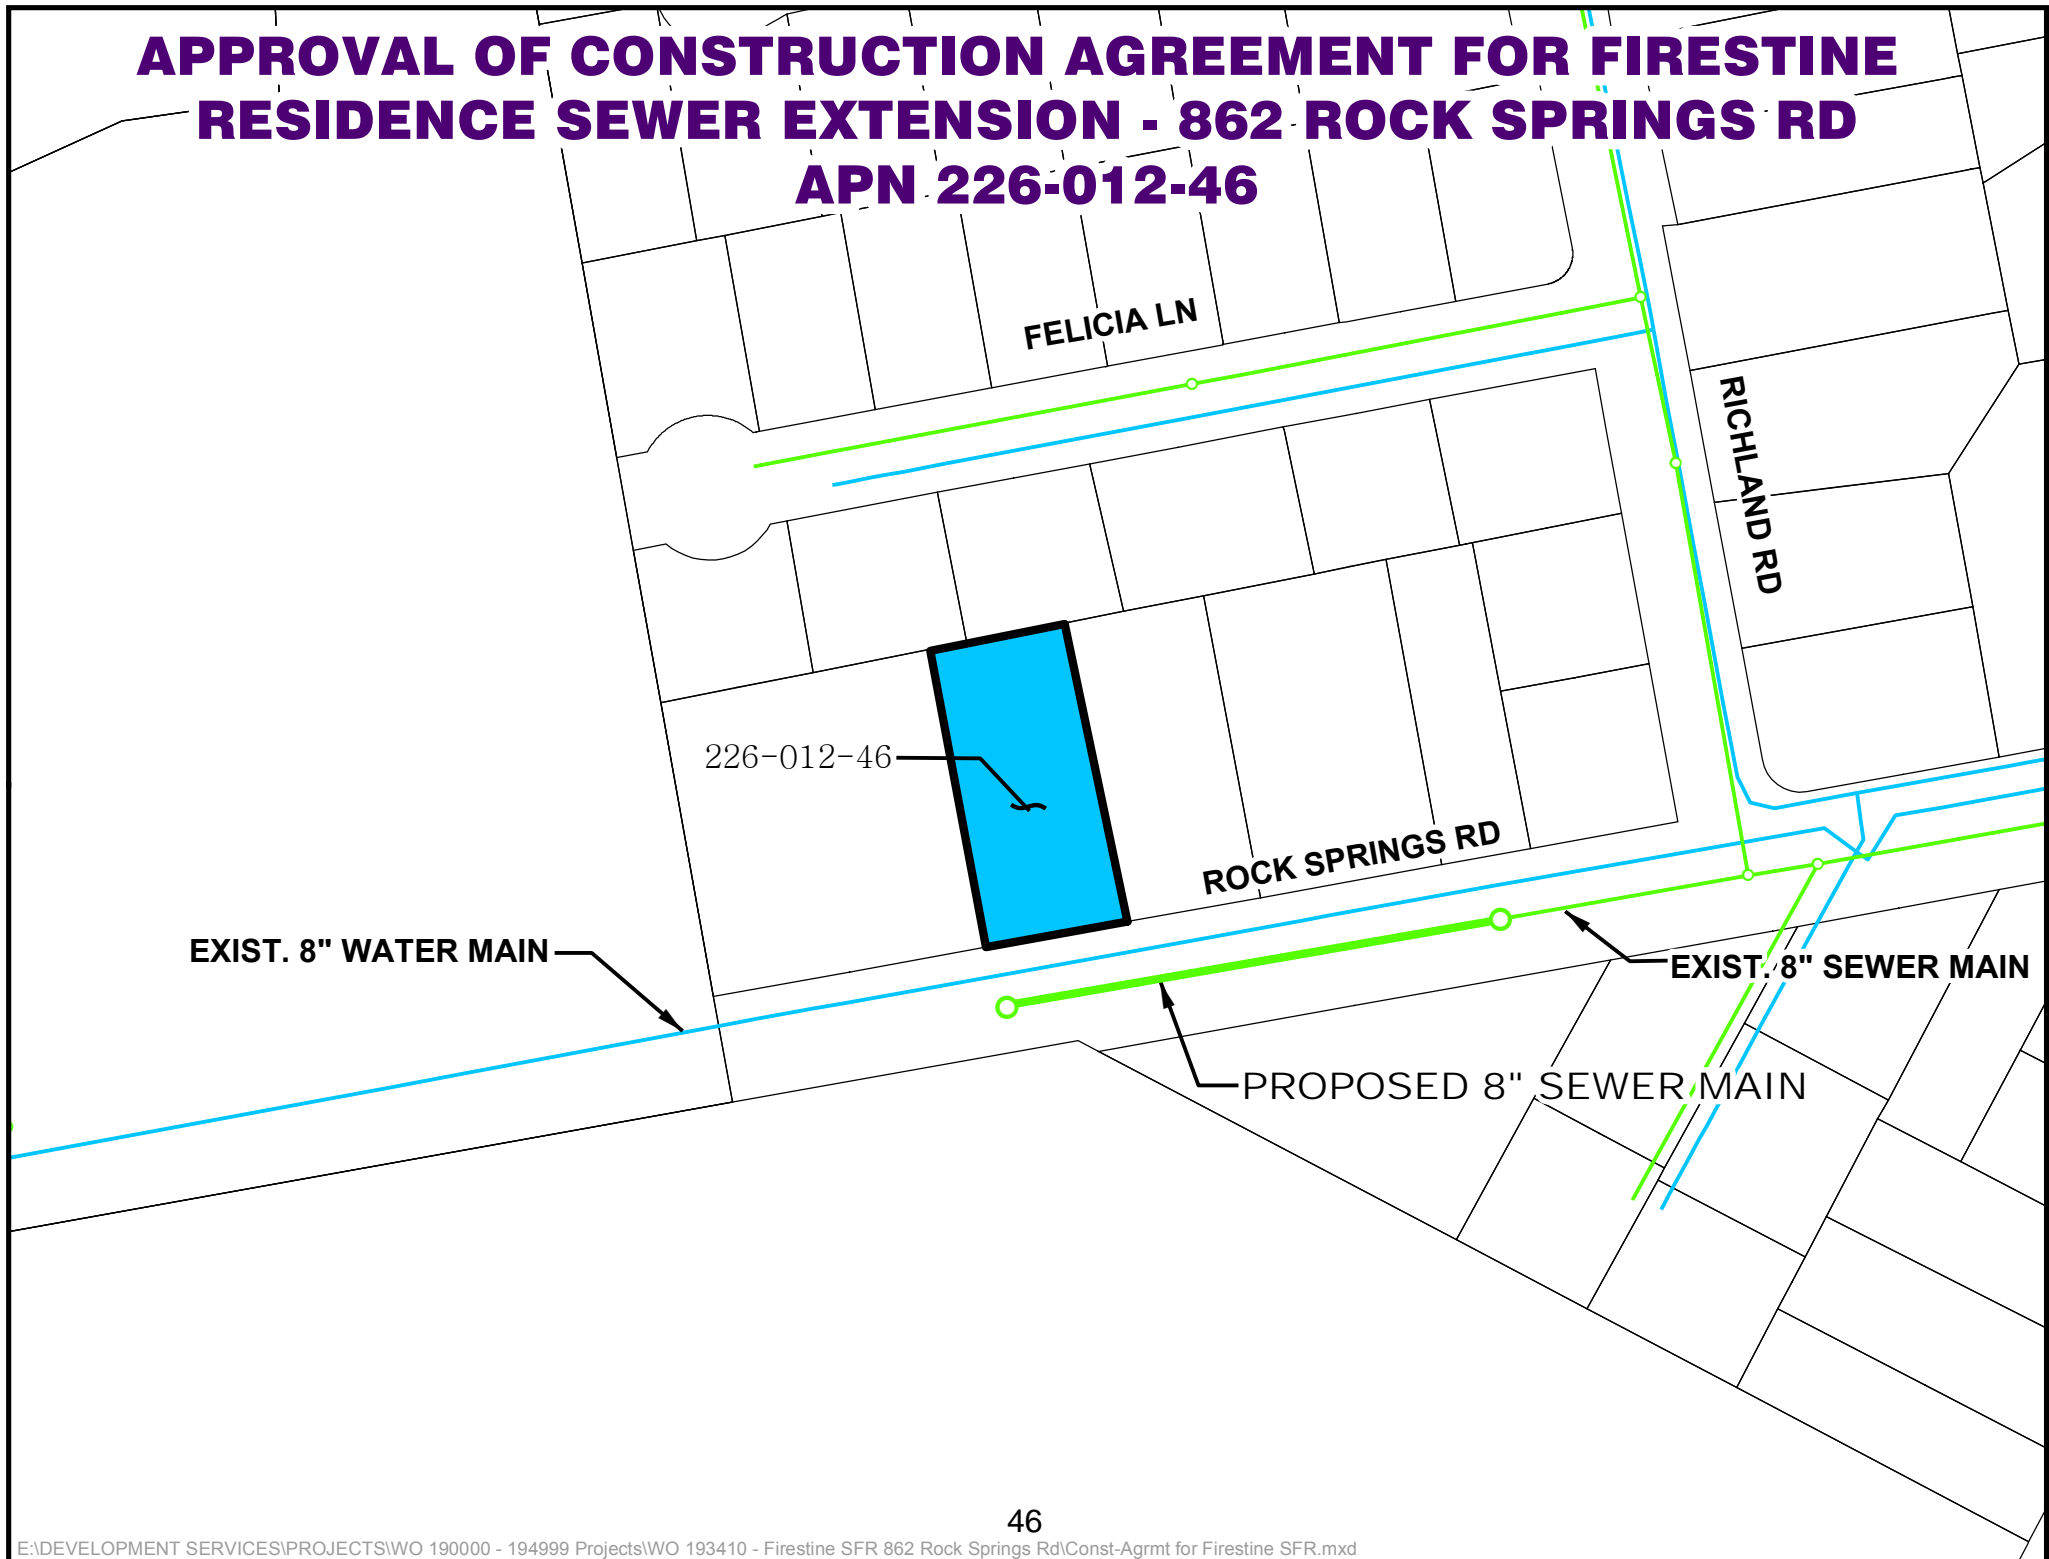 APPROVAL OF CONSTRUCTION AGREEMENT FOR FIRESTINE
RESIDENCE SEWER EXTENSION - 862 ROCK SPRINGS RD
APN 226-012-46
FELICIA LN
RICHLAND RD
226-012-46
ROCK SPRINGS RD
EXIST. 8" WATER MAIN
EXIST. 8" SEWER MAIN
PROPOSED 8" SEWER MAIN
46
E:\DEVELOPMENT SERVICES\PROJECTS\WO 190000 - 194999 Projects\WO 193410 - Firestine SFR 862 Rock Springs Rd\Const-Agrmt for Firestine SFR.mxd